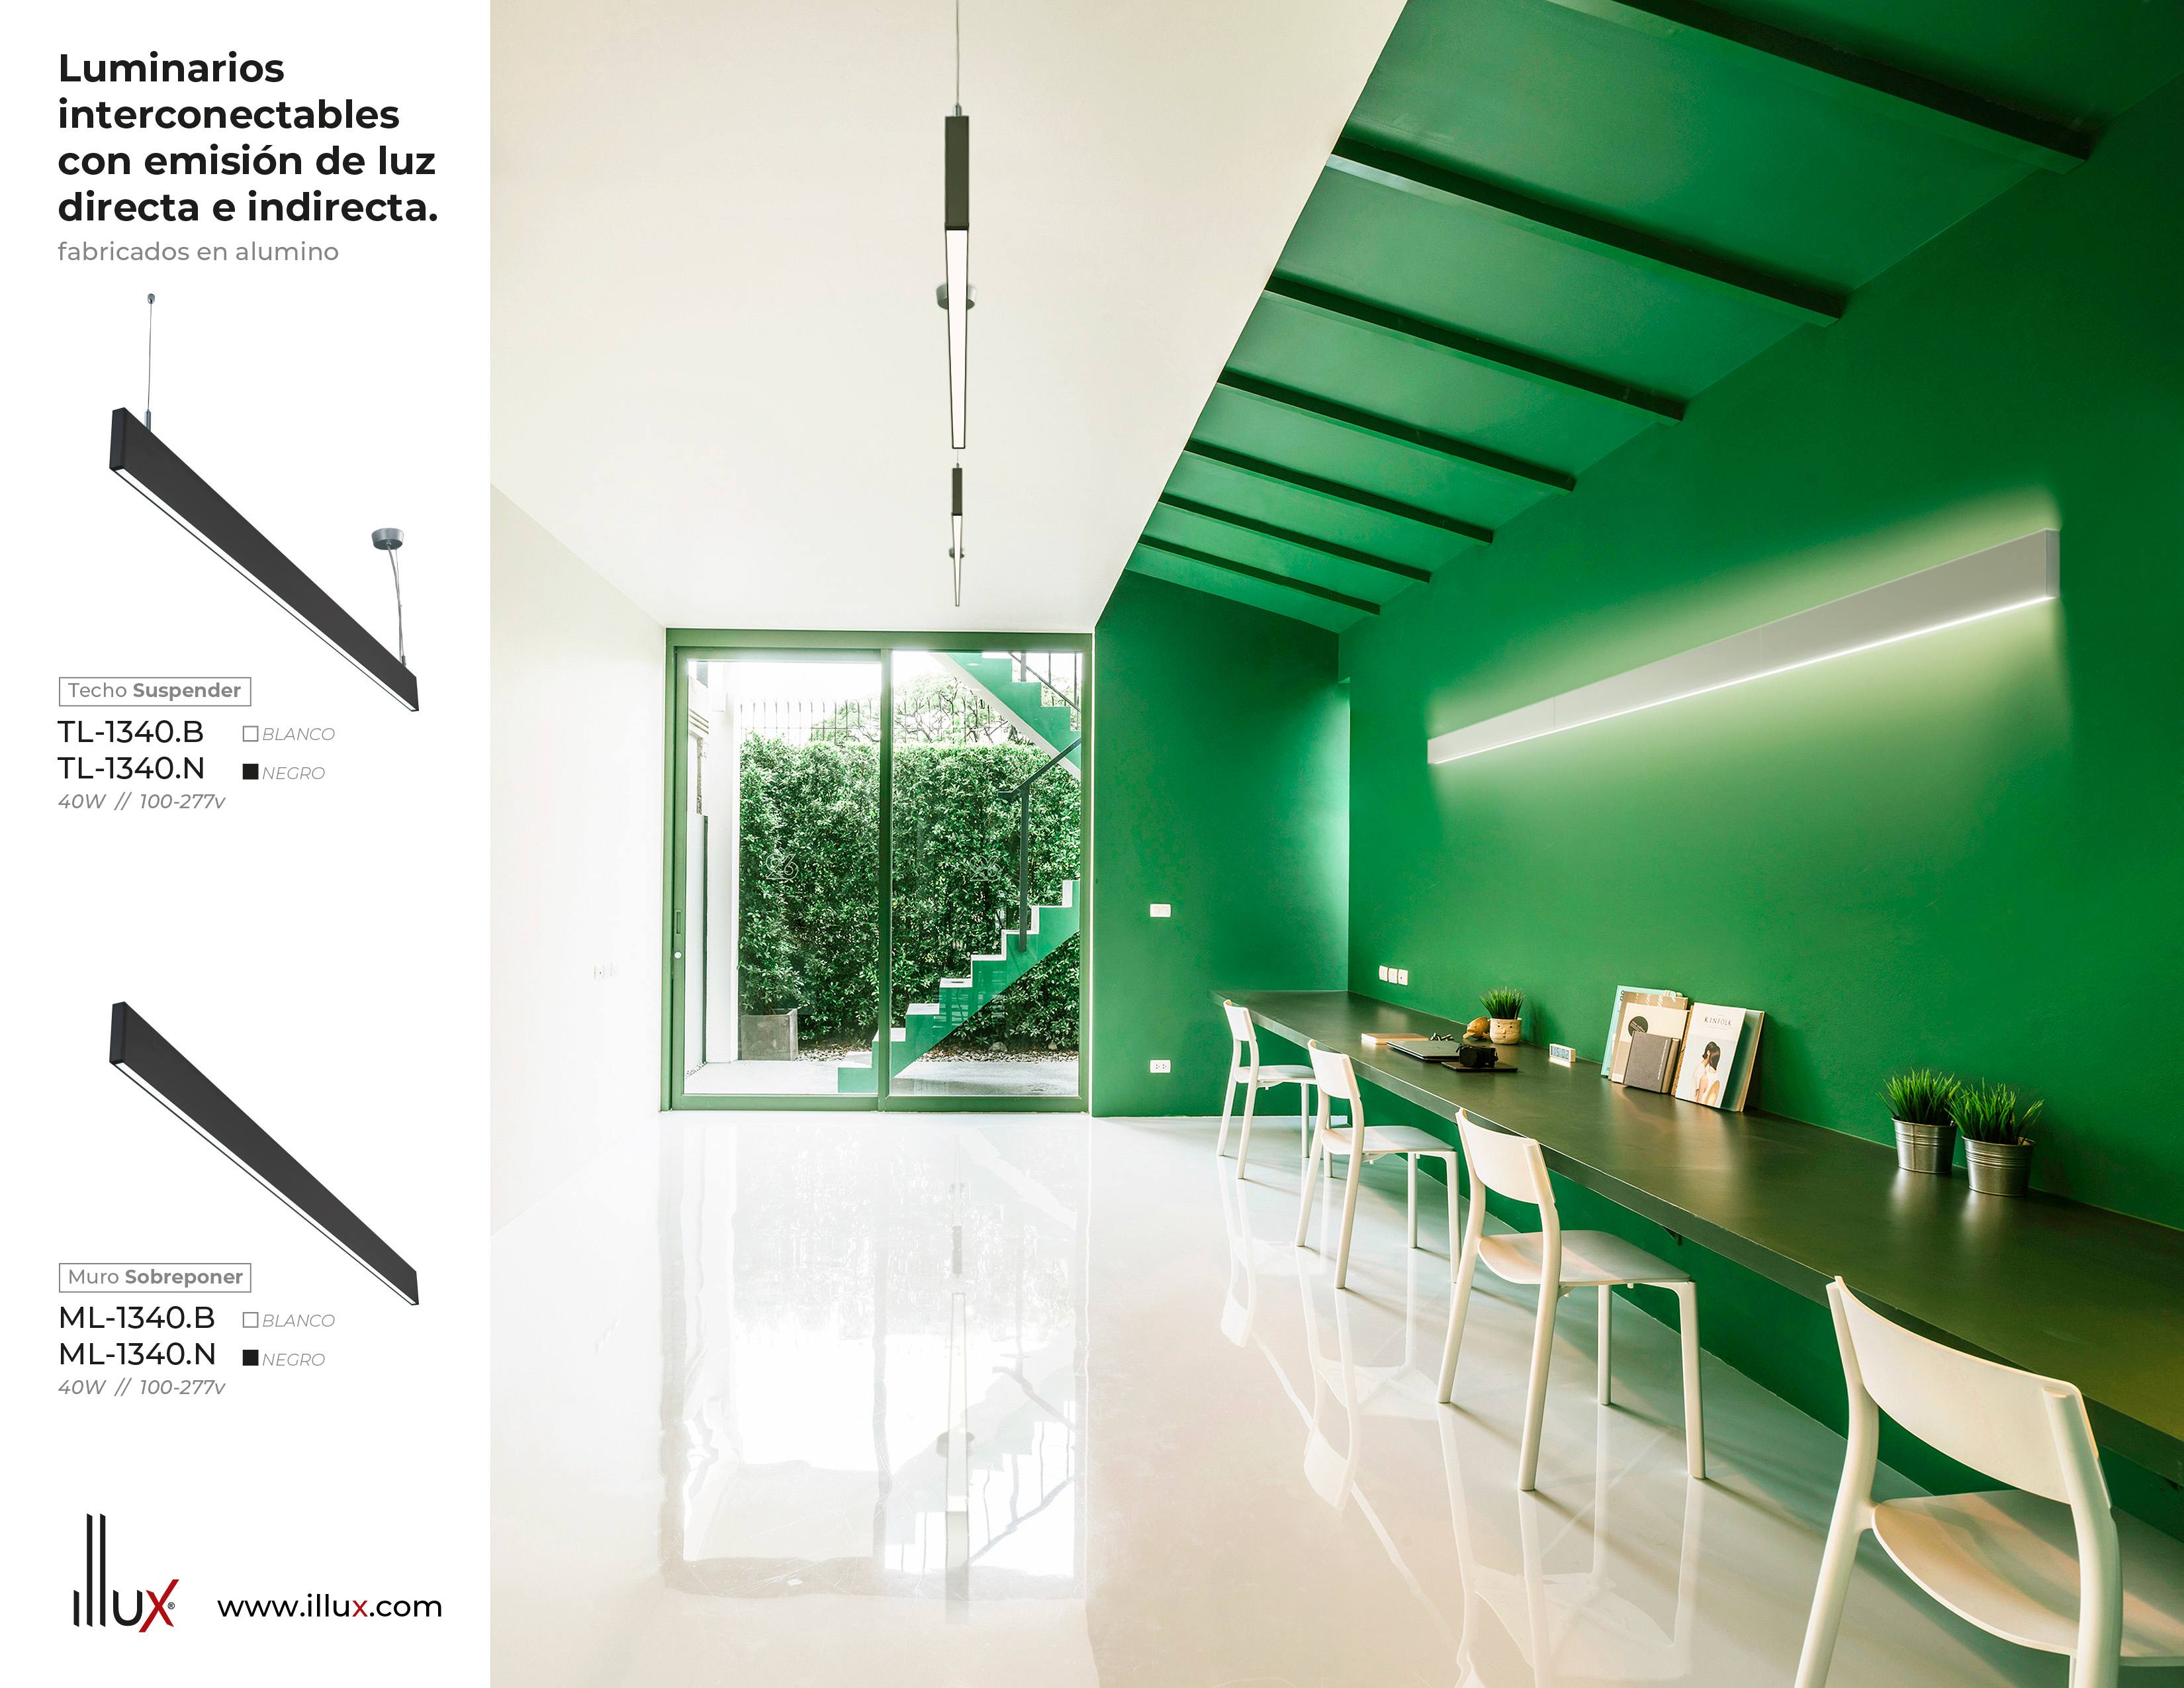 Luminarios
interconectables
con emisión de luz
directa e indirecta.
fabricados en alumino
Techo Suspender
TL-1340.B BLANCO
TL-1340.N NEGRO
40W // 100-277v
Muro Sobreponer
ML-1340.B BLANCO
ML-1340.N NEGRO
40W // 100-277v
illux®
www.illux.com
26
26
KINFOLK